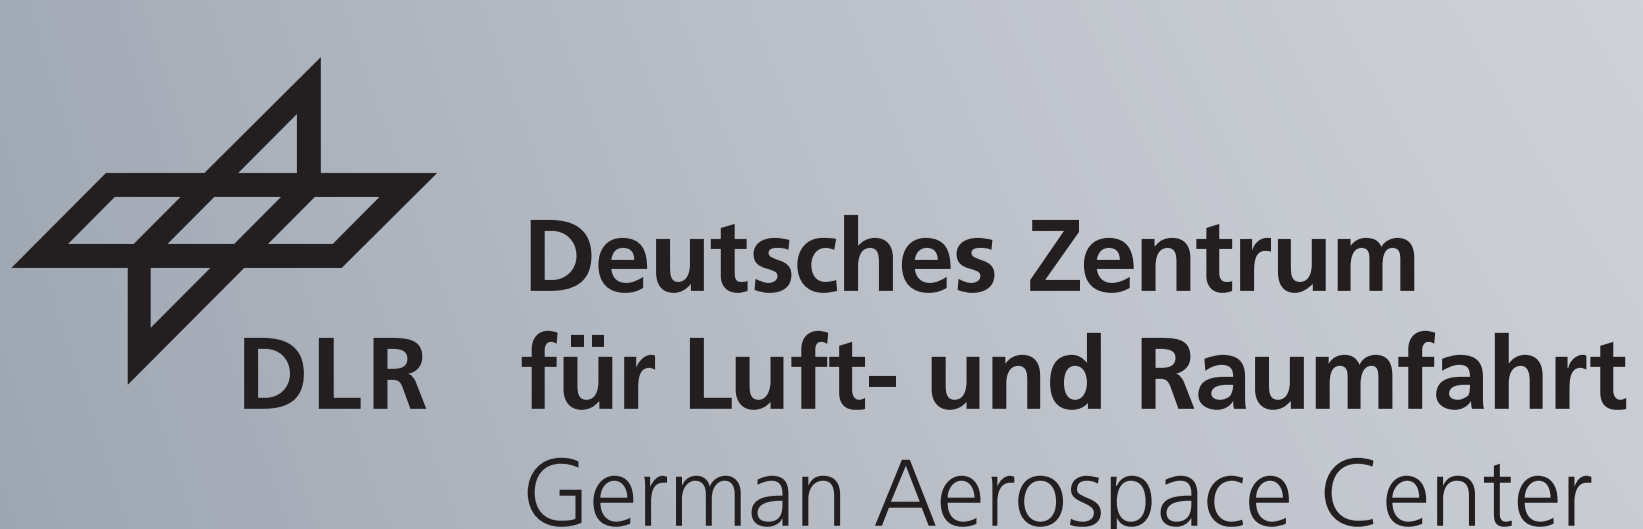 DLR
Deutsches Zentrum
für Luft- und Raumfahrt
German Aerospace Center